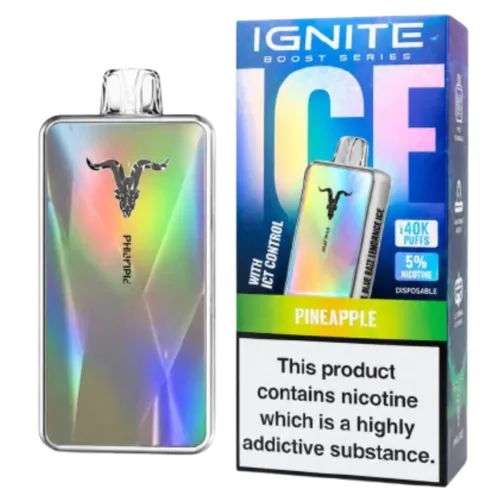 IGNITE
BOOST SERIES
ICE
WITH
ICT CONTROL
40K
PUFFS
5%
NICOTINE
DISPOSABLE
PINEAPPLE
This product
contains nicotine
which is a highly
addictive substance.